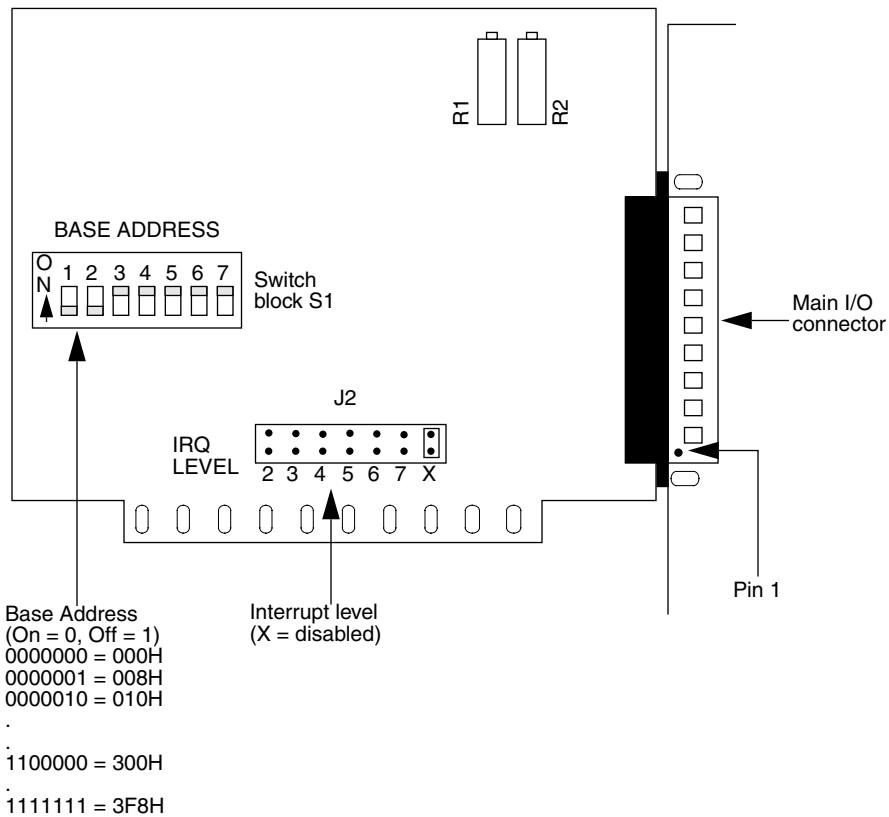 R1
R2
BASE ADDRESS
ON
1 2 3 4 5 6 7
Switch
block S1
Main I/O
connector
J2
IRQ
LEVEL
2 3 4 5 6 7 X
Pin 1
Base Address
(On = 0, Off = 1)
0000000 = 000H
0000001 = 008H
0000010 = 010H
.
.
1100000 = 300H
.
1111111 = 3F8H
Interrupt level
(X = disabled)